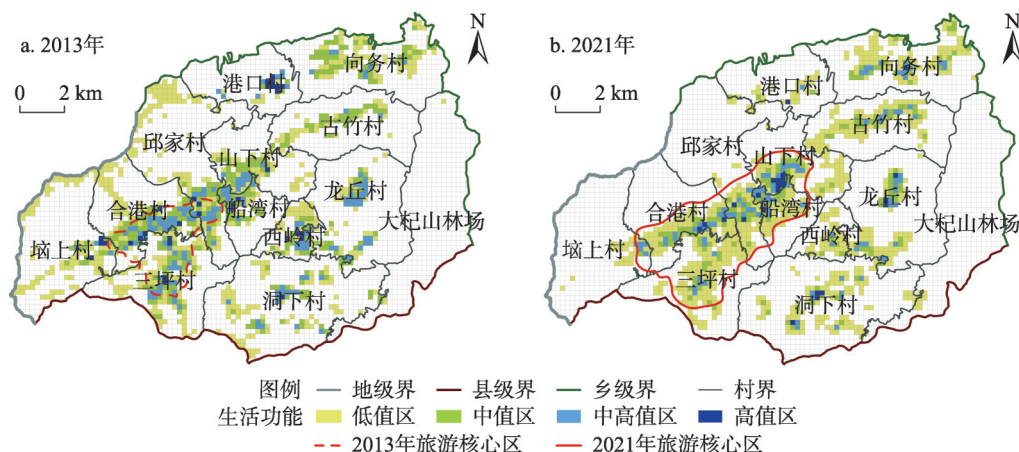 a. 2013年
N
0 2 km
向务村
港口村
古竹村
邱家村
山下村
龙丘村
合港村
船湾村
大杞山林场
西岭村
垴上村
三坪村
洞下村
b. 2021年
N
0 2 km
向务村
港口村
古竹村
邱家村
山下村
龙丘村
合港村
船湾村
大杞山林场
西岭村
垴上村
三坪村
洞下村
图例 地级界 县级界 乡级界 村界
生活功能 低值区 中值区 中高值区 高值区
2013年旅游核心区 2021年旅游核心区